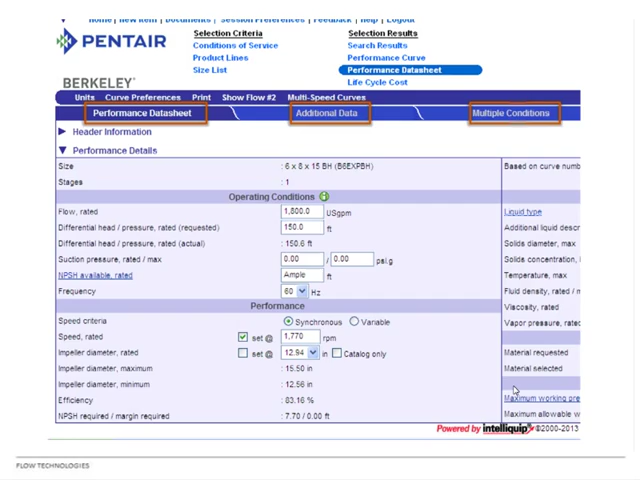 Home | New Item | Documents | Session Preferences | Feedback | Help | Logout
PENTAIR
BERKELEY
Selection Criteria
Conditions of Service
Product Lines
Size List
Selection Results
Search Results
Performance Curve
Performance Datasheet
Life Cycle Cost
Units Curve Preferences Print Show Flow #2 Multi-Speed Curves
Performance Datasheet Additional Data Multiple Conditions
Header Information
Performance Details
Size : 6 x 8 x 15 BH (B6EXPBH) Based on curve numb
Stages : 1
Operating Conditions
Flow, rated 1,800.0 USgpm Liquid type
Differential head / pressure, rated (requested) 150.0 ft Additional liquid descr
Differential head / pressure, rated (actual) : 150.6 ft Solids diameter, max
Suction pressure, rated / max 0.00 / 0.00 psi.g Solids concentration,
NPSH available, rated Ample ft Temperature, max
Frequency 60 Hz Fluid density, rated / m
Performance Viscosity, rated
Speed criteria Synchronous Variable Vapor pressure, rated
Speed, rated set @ 1,770 rpm
Impeller diameter, rated set @ 12.94 in Catalog only Material requested
Impeller diameter, maximum : 15.50 in Material selected
Impeller diameter, minimum : 12.56 in
Efficiency : 83.16 % Maximum working pre
NPSH required / margin required : 7.70 / 0.00 ft Maximum allowable w
Powered by intelliquip ©2000-2013
FLOW TECHNOLOGIES